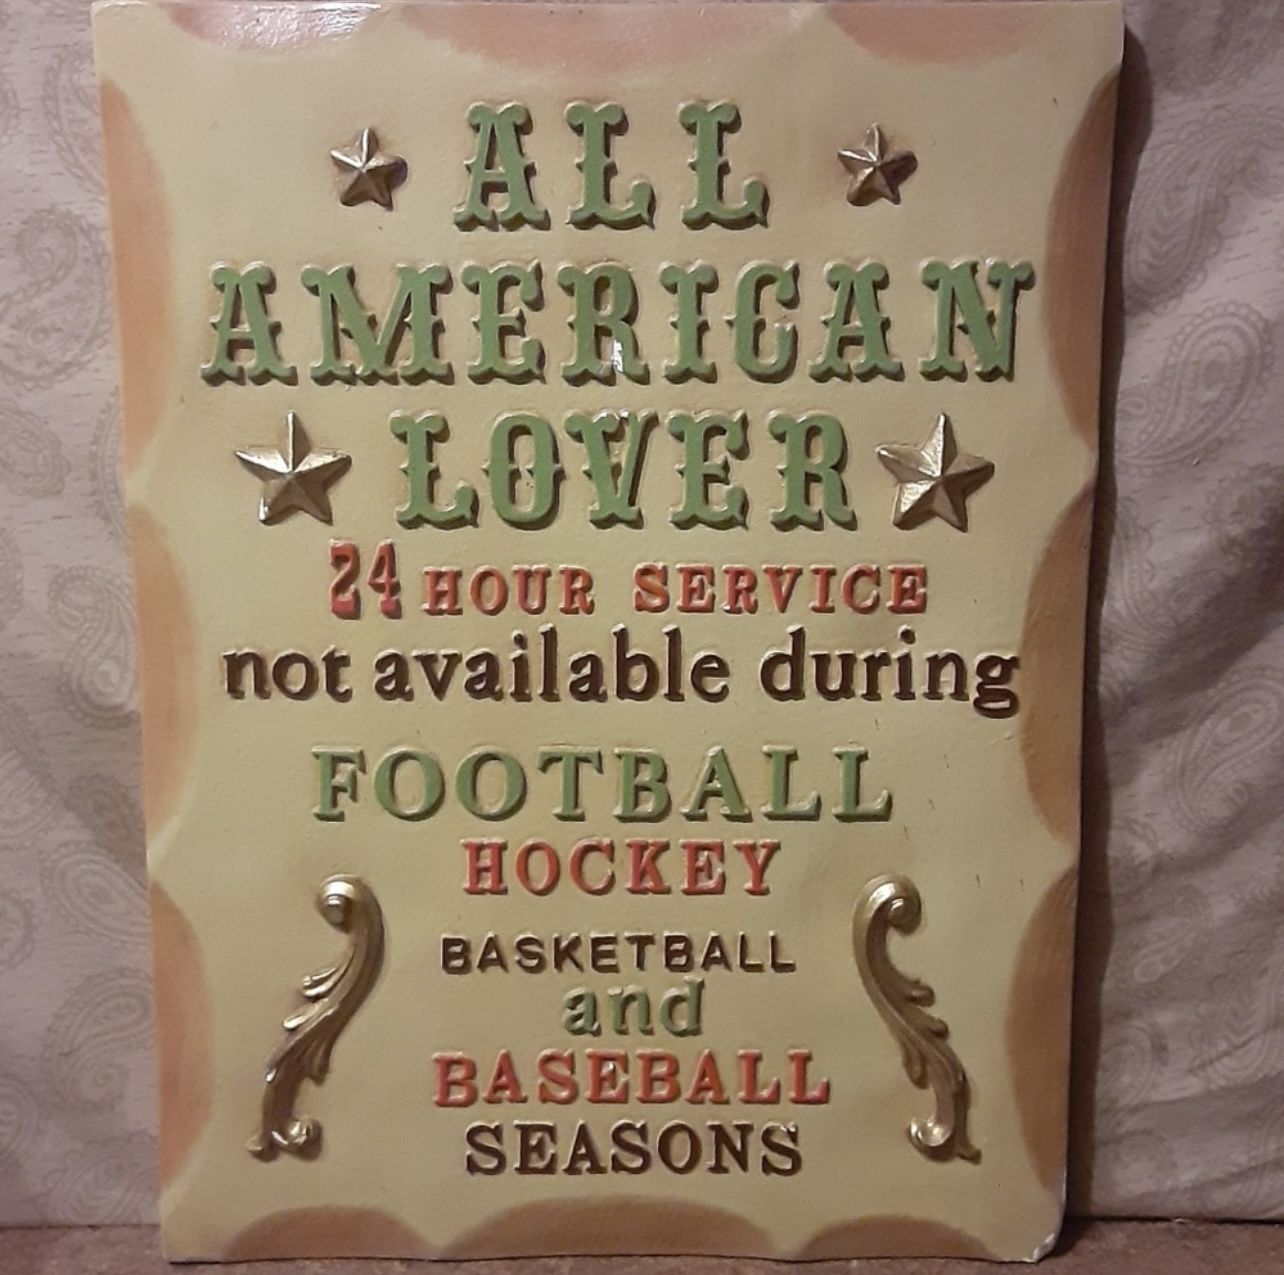 ALL
AMERICAN
LOVER
24 HOUR SERVICE
not available during
FOOTBALL
HOCKEY
BASKETBALL
and
BASEBALL
SEASONS